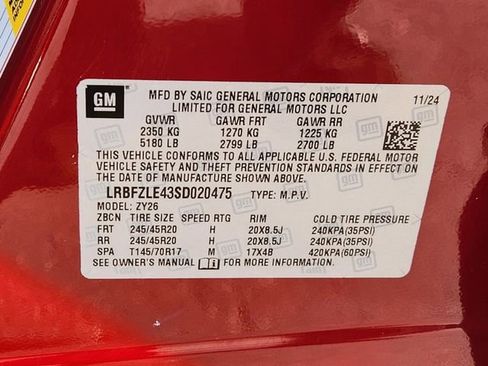 GM
MFD BY SAIC GENERAL MOTORS CORPORATION
LIMITED FOR GENERAL MOTORS LLC
11/24
GVWR GAWR FRT GAWR RR
2350 KG 1270 KG 1225 KG
5180 LB 2799 LB 2700 LB
THIS VEHICLE CONFORMS TO ALL APPLICABLE U.S. FEDERAL MOTOR
VEHICLE SAFETY AND THEFT PREVENTION STANDARDS IN EFFECT ON
THE DATE OF MANUFACTURE SHOWN ABOVE.
LRBFZLE43SD020475 TYPE: M.P.V.
MODEL: ZY26
ZBCN TIRE SIZE SPEED RTG RIM COLD TIRE PRESSURE
FRT 245/45R20 H 20X8.5J 240KPA(35PSI)
RR 245/45R20 H 20X8.5J 240KPA(35PSI)
SPA T145/70R17 M 17X4B 420KPA(60PSI)
SEE OWNER'S MANUAL FOR MORE INFORMATION.